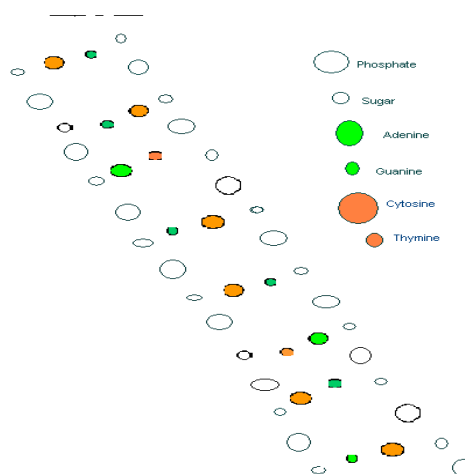 Phosphate
Sugar
Adenine
Guanine
Cytosine
Thymine